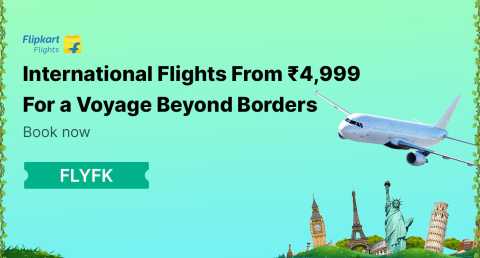 Flipkart
Flights
International Flights From ₹4,999
For a Voyage Beyond Borders
Book now
FLYFK